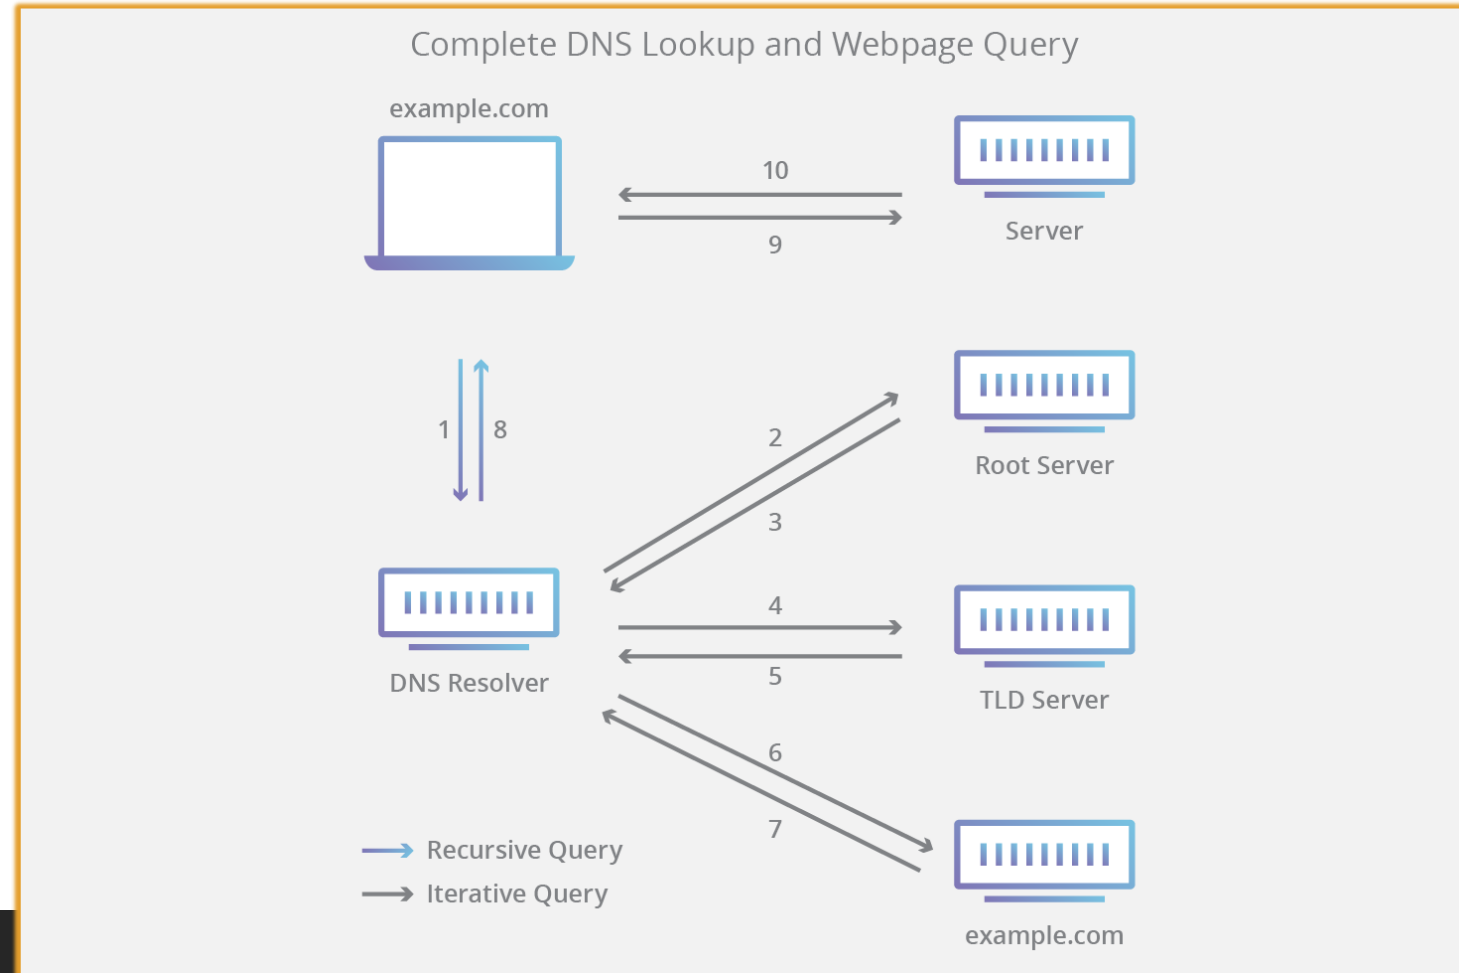 Complete DNS Lookup and Webpage Query
example.com
10
9
Server
1
8
2
3
Root Server
DNS Resolver
4
5
TLD Server
6
7
example.com
Recursive Query
Iterative Query